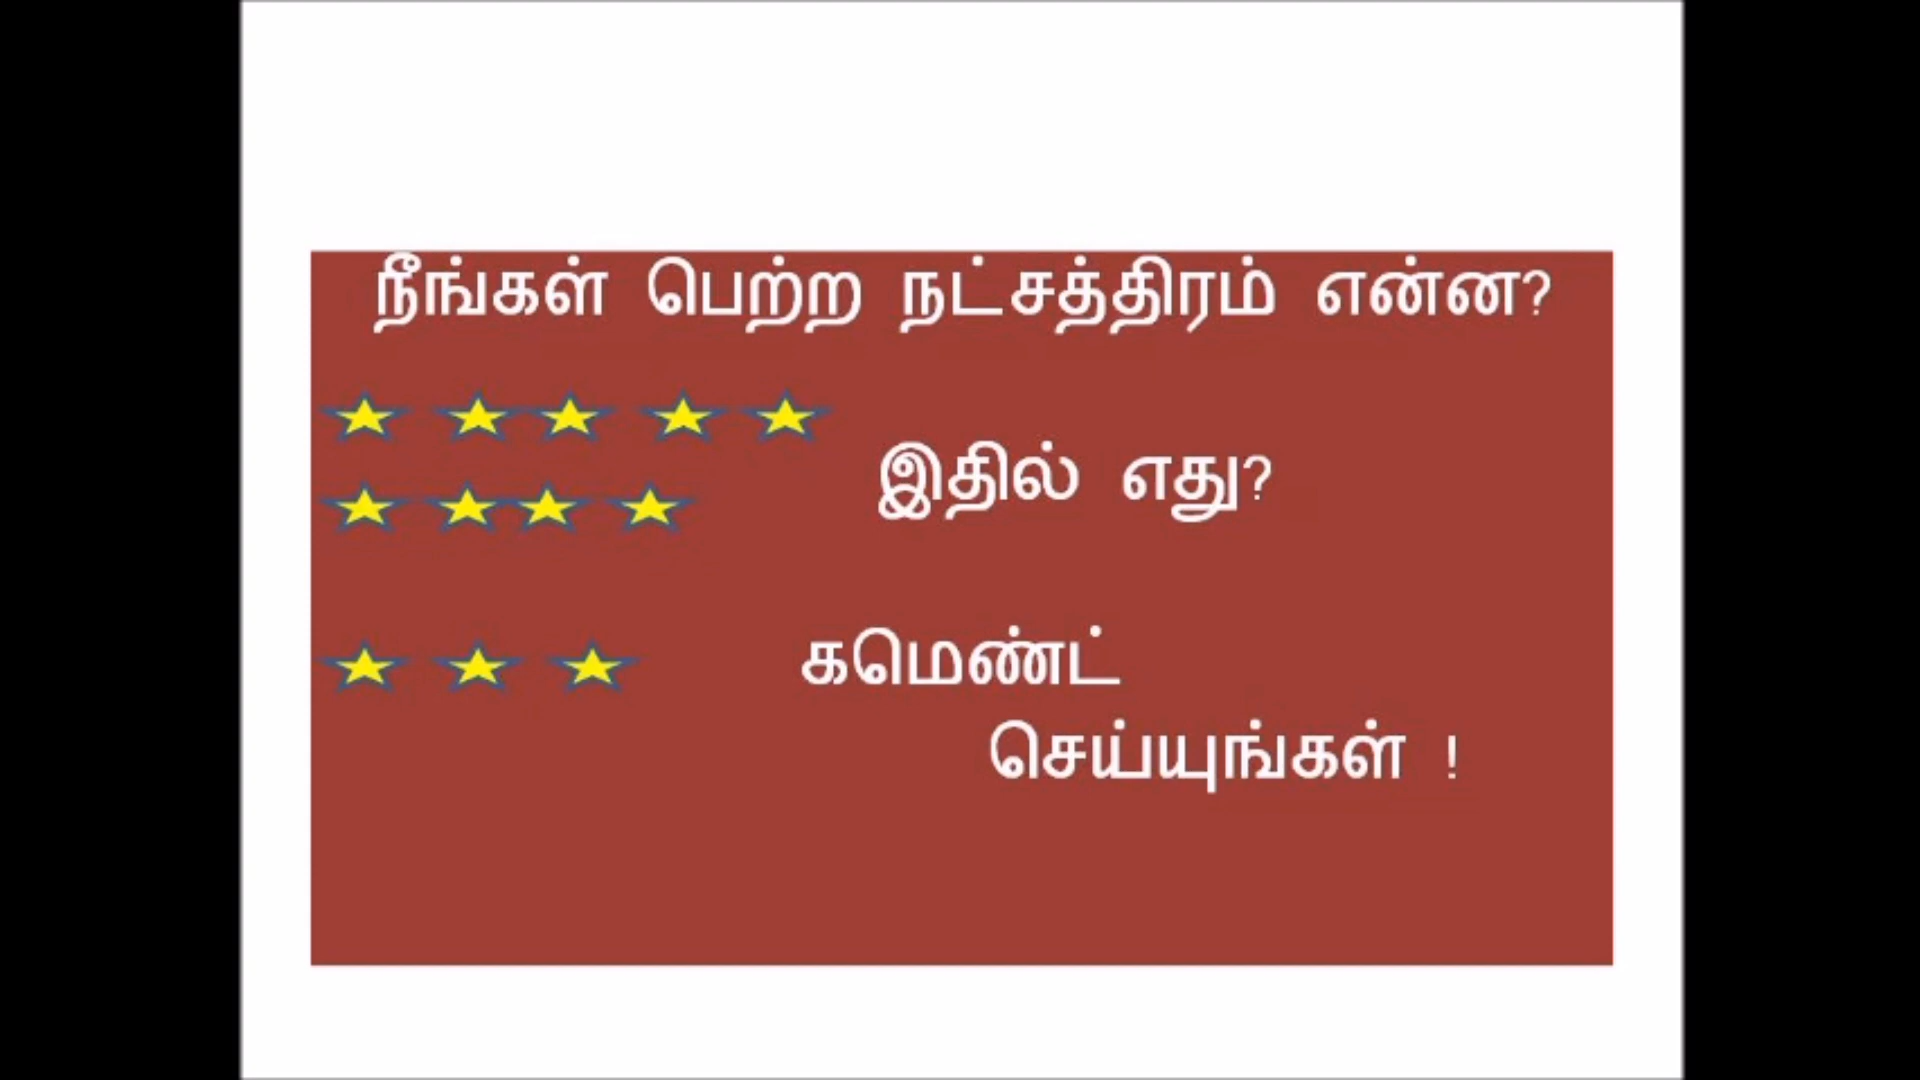 நீங்கள் பெற்ற நட்சத்திரம் என்ன?
இதில் எது?
கமெண்ட்
செய்யுங்கள் !